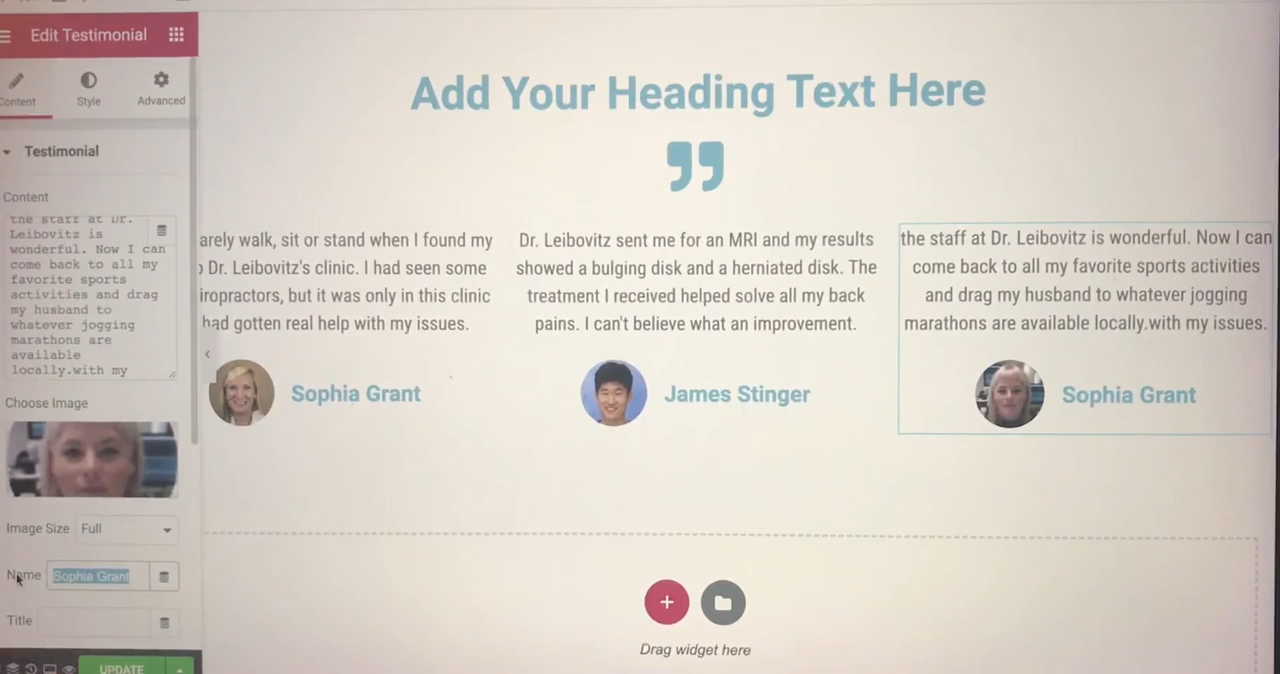 Edit Testimonial
Content
Style
Advanced
Testimonial
Content
the staff at Dr.
Leibovitz is
wonderful. Now I can
come back to all my
favorite sports
activities and drag
my husband to
whatever jogging
marathons are
available
locally.with my
Choose Image
Image Size Full
Name Sophia Grant
Title
UPDATE
Add Your Heading Text Here
arely walk, sit or stand when I found my
Dr. Leibovitz's clinic. I had seen some
iropractors, but it was only in this clinic
had gotten real help with my issues.
Sophia Grant
Dr. Leibovitz sent me for an MRI and my results
showed a bulging disk and a herniated disk. The
treatment I received helped solve all my back
pains. I can't believe what an improvement.
James Stinger
the staff at Dr. Leibovitz is wonderful. Now I can
come back to all my favorite sports activities
and drag my husband to whatever jogging
marathons are available locally.with my issues.
Sophia Grant
Drag widget here